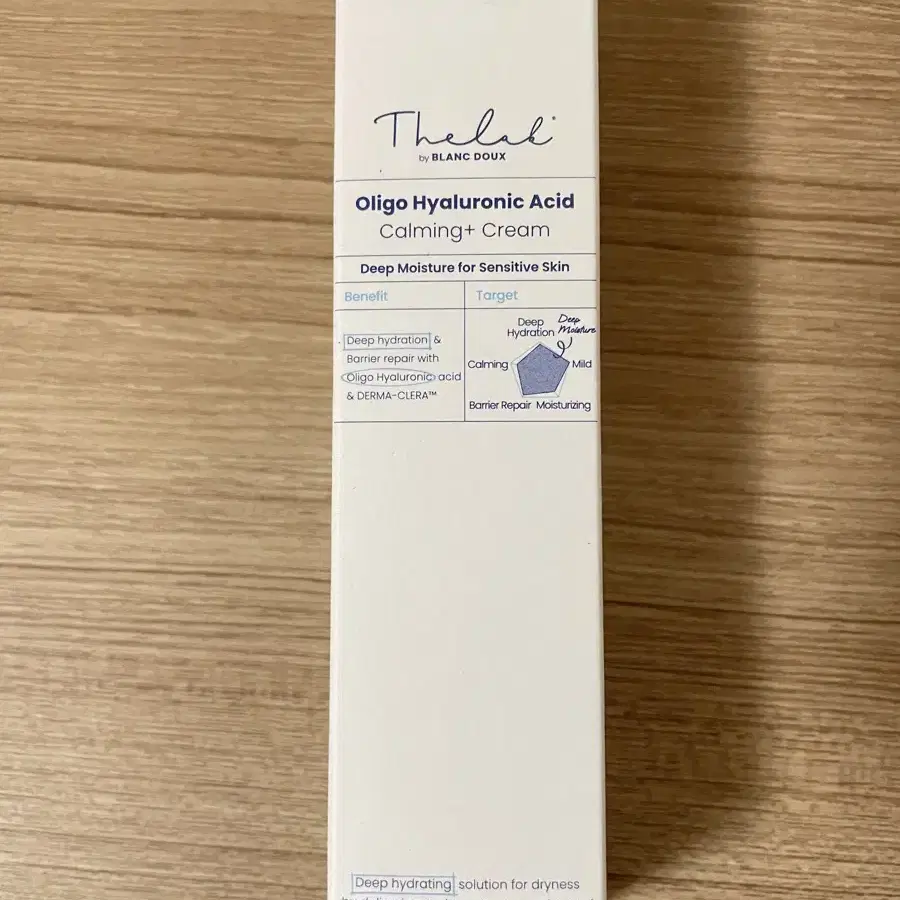 Thelab®
by BLANC DOUX
Oligo Hyaluronic Acid
Calming+ Cream
Deep Moisture for Sensitive Skin
Benefit
Target
Deep hydration &
Barrier repair with
Oligo Hyaluronic acid
& DERMA-CLERA™
Deep
Hydration
Deep
Moisture
Calming
Mild
Barrier Repair
Moisturizing
Deep hydrating solution for dryness